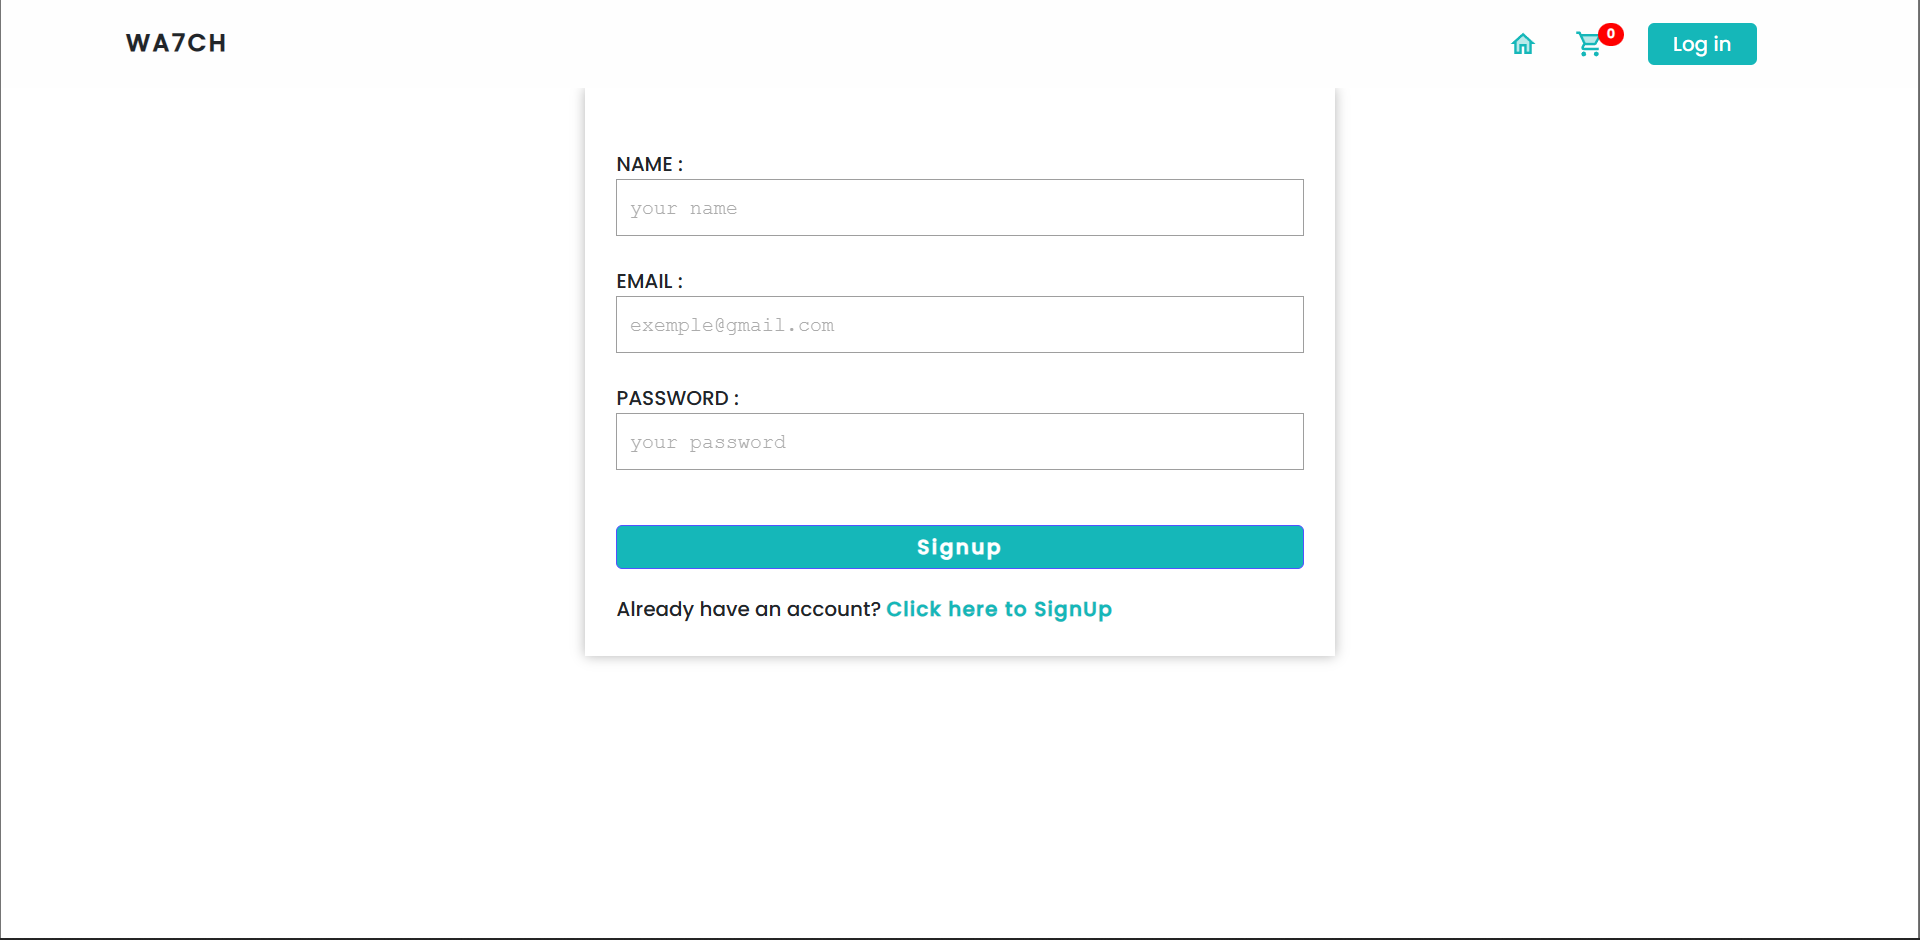 WA7CH
0
Log in
NAME :
your name
EMAIL :
exemple@gmail.com
PASSWORD :
your password
Signup
Already have an account? Click here to SignUp